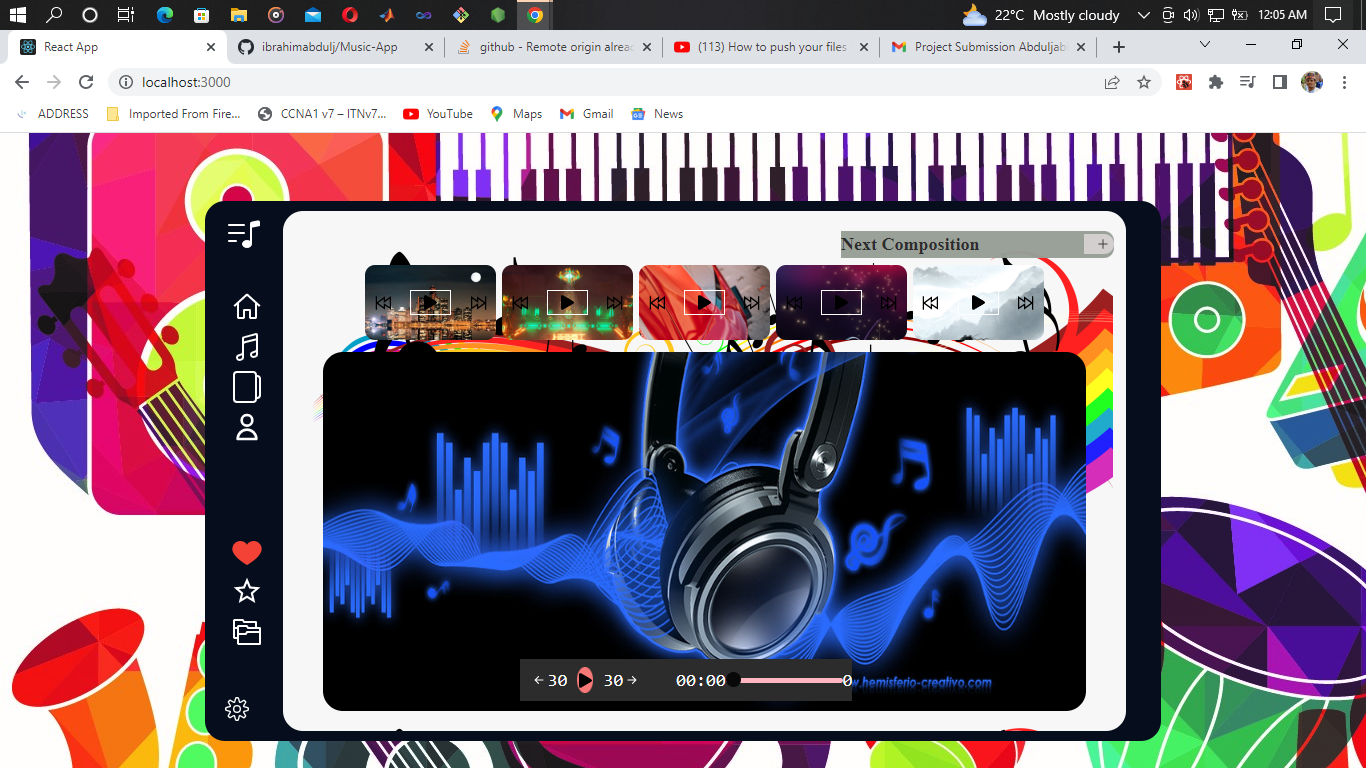 22°C Mostly cloudy
12:05 AM
React App
ibrahimabdulj/Music-App
github - Remote origin alrea
(113) How to push your files
Project Submission Abduljab
localhost:3000
ADDRESS
Imported From Fire...
CCNA1 v7 – ITNv7...
YouTube
Maps
Gmail
News
Next Composition
+
←30
30→
00:00
0
w.hemisferio-creativo.com